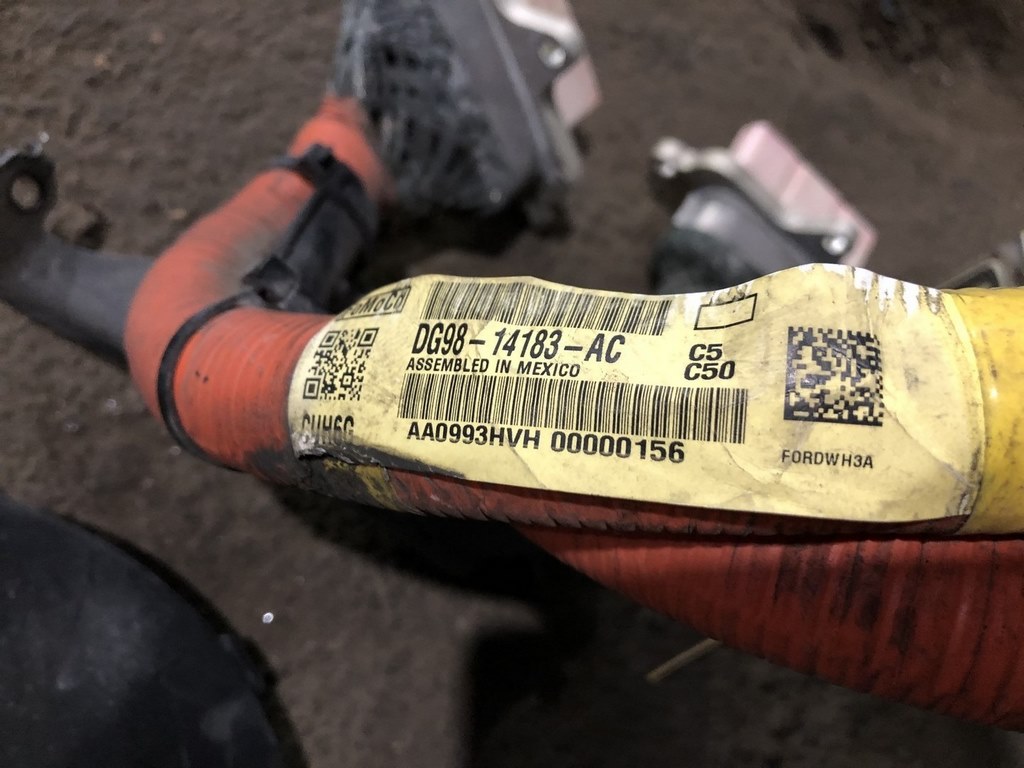 DG98-14183-AC
ASSEMBLED IN MEXICO
C5
C50
AA0993HVH 00000156
FORDWH3A